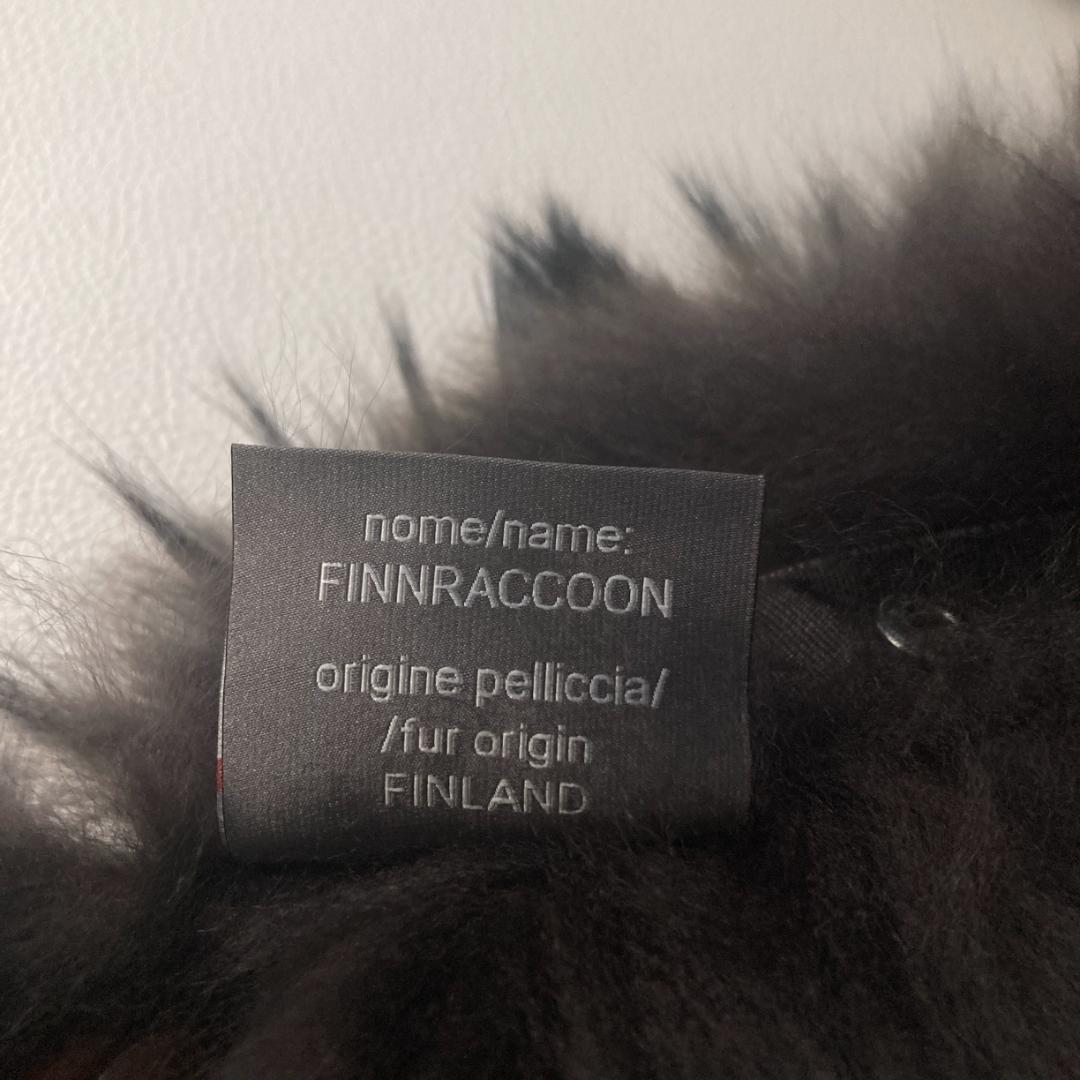 nome/name:
FINNRACCOON
origine pelliccia/
/fur origin
FINLAND